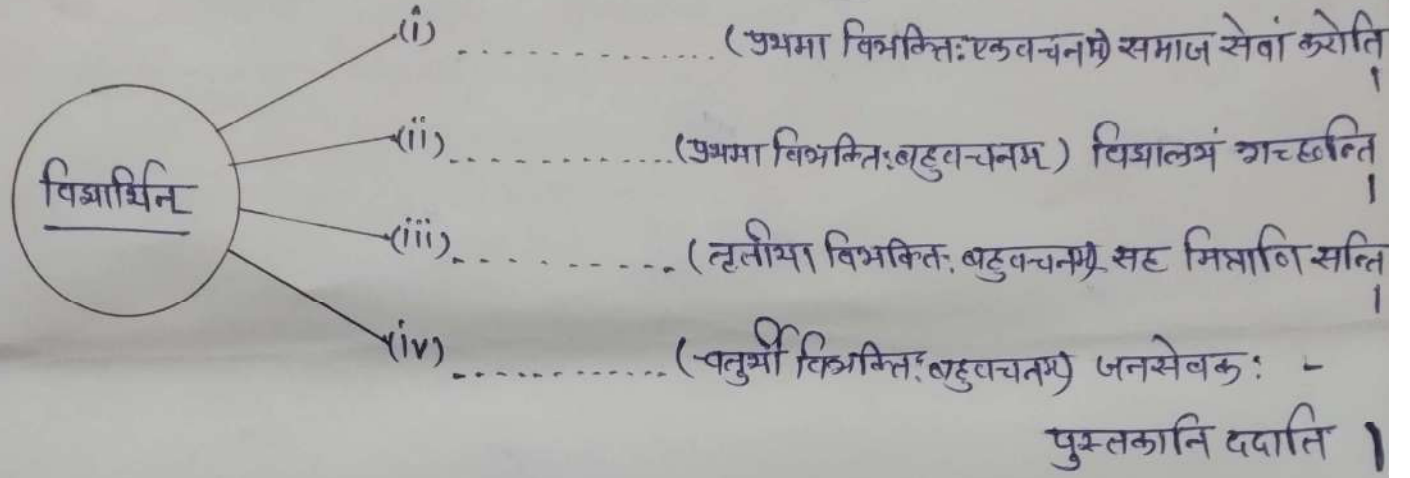 (i) ............... (प्रथमा विभक्ति: एकवचनम्) समाज सेवां करोति ।
(ii) ............... (प्रथमा विभक्ति: बहुवचनम्) विद्यालयं गच्छन्ति ।
विद्यार्थिन्
(iii) ............... (तृतीया विभक्ति: बहुवचनम्) सह मित्राणि सन्ति ।
(iv) ............... (चतुर्थी विभक्ति: बहुवचनम्) जनसेवक: -
पुस्तकानि ददाति ।